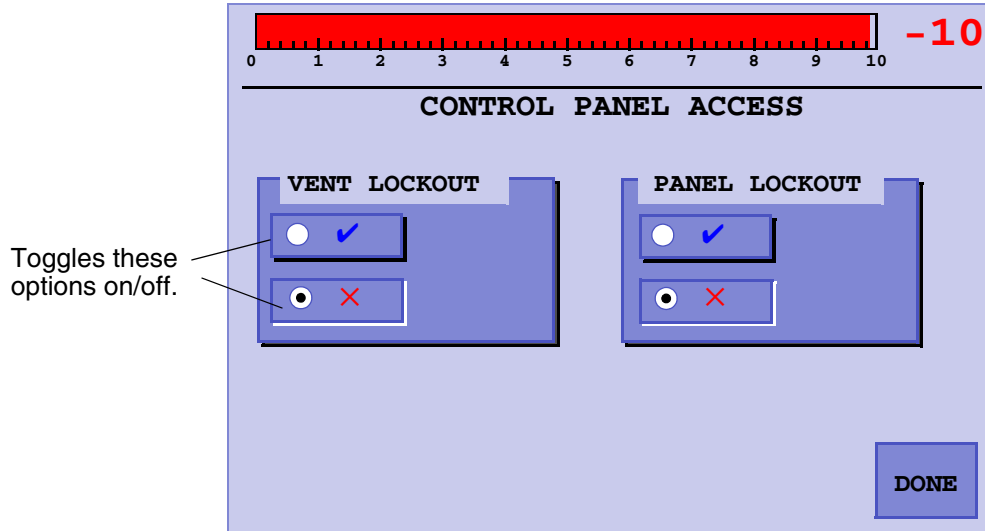 -10
0 1 2 3 4 5 6 7 8 9 10
CONTROL PANEL ACCESS
VENT LOCKOUT
PANEL LOCKOUT
Toggles these
options on/off.
DONE